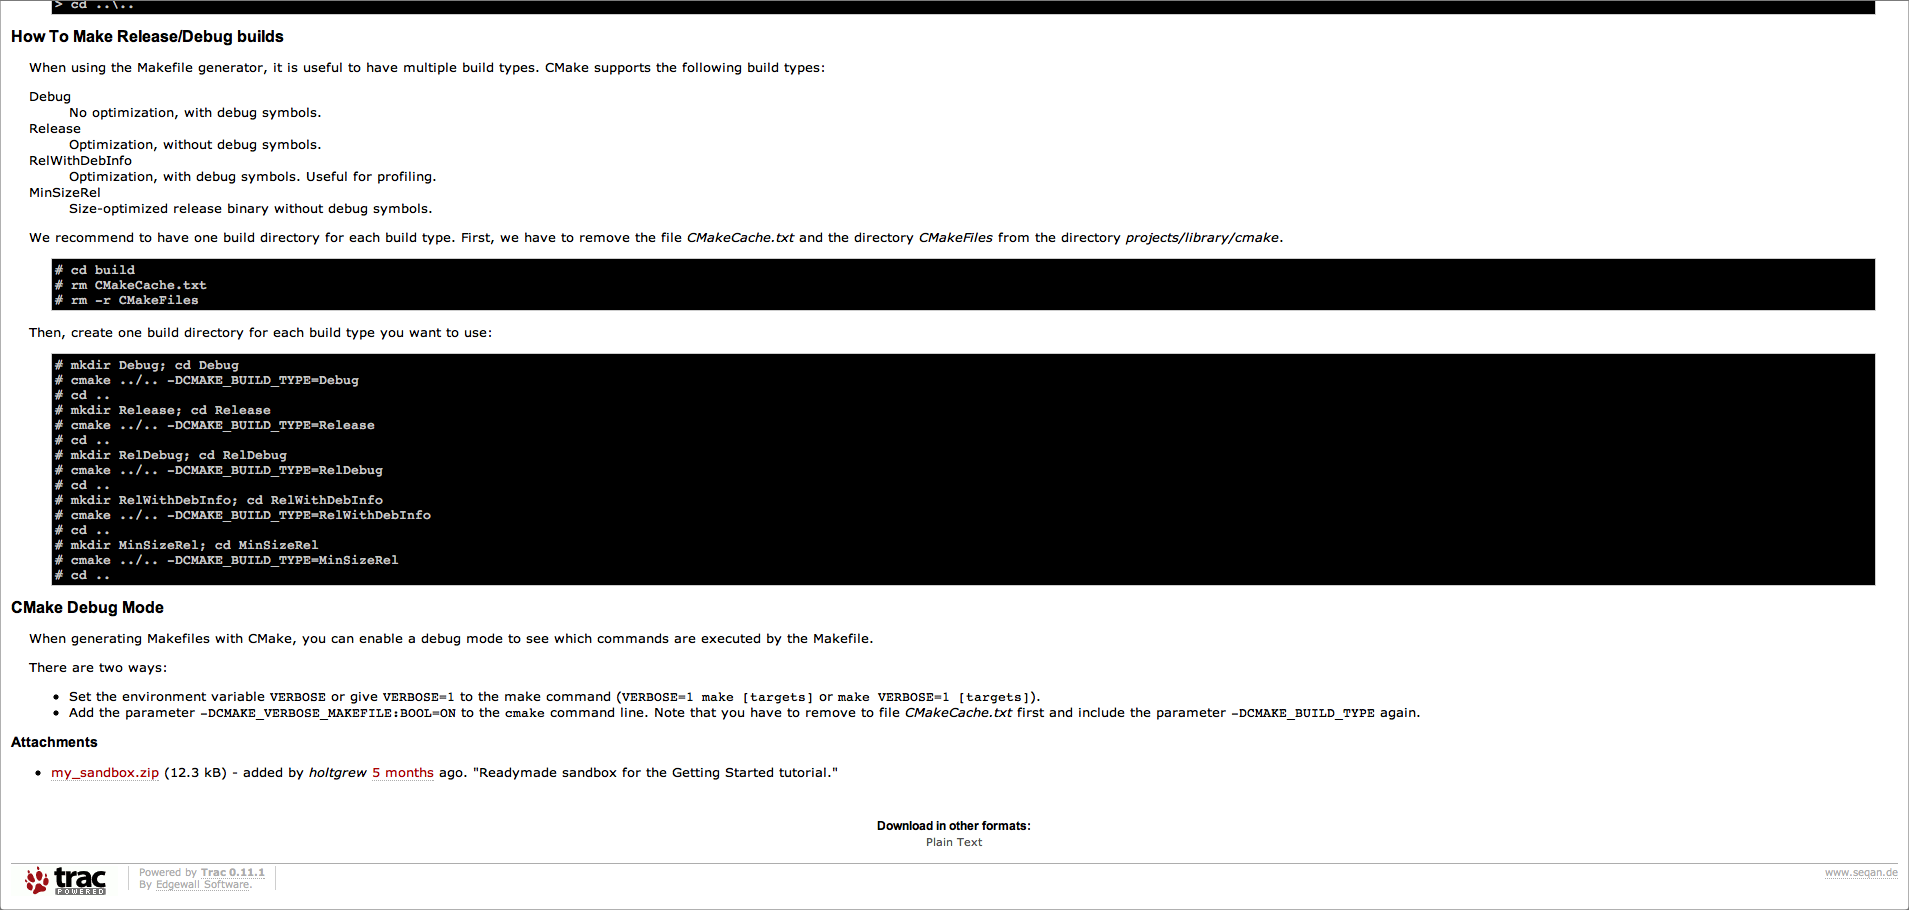 > cd ..\..
How To Make Release/Debug builds
When using the Makefile generator, it is useful to have multiple build types. CMake supports the following build types:
Debug
No optimization, with debug symbols.
Release
Optimization, without debug symbols.
RelWithDebInfo
Optimization, with debug symbols. Useful for profiling.
MinSizeRel
Size-optimized release binary without debug symbols.
We recommend to have one build directory for each build type. First, we have to remove the file CMakeCache.txt and the directory CMakeFiles from the directory projects/library/cmake.
# cd build
# rm CMakeCache.txt
# rm -r CMakeFiles
Then, create one build directory for each build type you want to use:
# mkdir Debug; cd Debug
# cmake ../.. -DCMAKE_BUILD_TYPE=Debug
# cd ..
# mkdir Release; cd Release
# cmake ../.. -DCMAKE_BUILD_TYPE=Release
# cd ..
# mkdir RelDebug; cd RelDebug
# cmake ../.. -DCMAKE_BUILD_TYPE=RelDebug
# cd ..
# mkdir RelWithDebInfo; cd RelWithDebInfo
# cmake ../.. -DCMAKE_BUILD_TYPE=RelWithDebInfo
# cd ..
# mkdir MinSizeRel; cd MinSizeRel
# cmake ../.. -DCMAKE_BUILD_TYPE=MinSizeRel
# cd ..
CMake Debug Mode
When generating Makefiles with CMake, you can enable a debug mode to see which commands are executed by the Makefile.
There are two ways:
• Set the environment variable VERBOSE or give VERBOSE=1 to the make command (VERBOSE=1 make [targets] or make VERBOSE=1 [targets]).
• Add the parameter -DCMAKE_VERBOSE_MAKEFILE:BOOL=ON to the cmake command line. Note that you have to remove to file CMakeCache.txt first and include the parameter -DCMAKE_BUILD_TYPE again.
Attachments
• my_sandbox.zip (12.3 kB) - added by holtgrew 5 months ago. "Readymade sandbox for the Getting Started tutorial."
Download in other formats:
Plain Text
trac POWERED
Powered by Trac 0.11.1
By Edgewall Software.
www.seqan.de